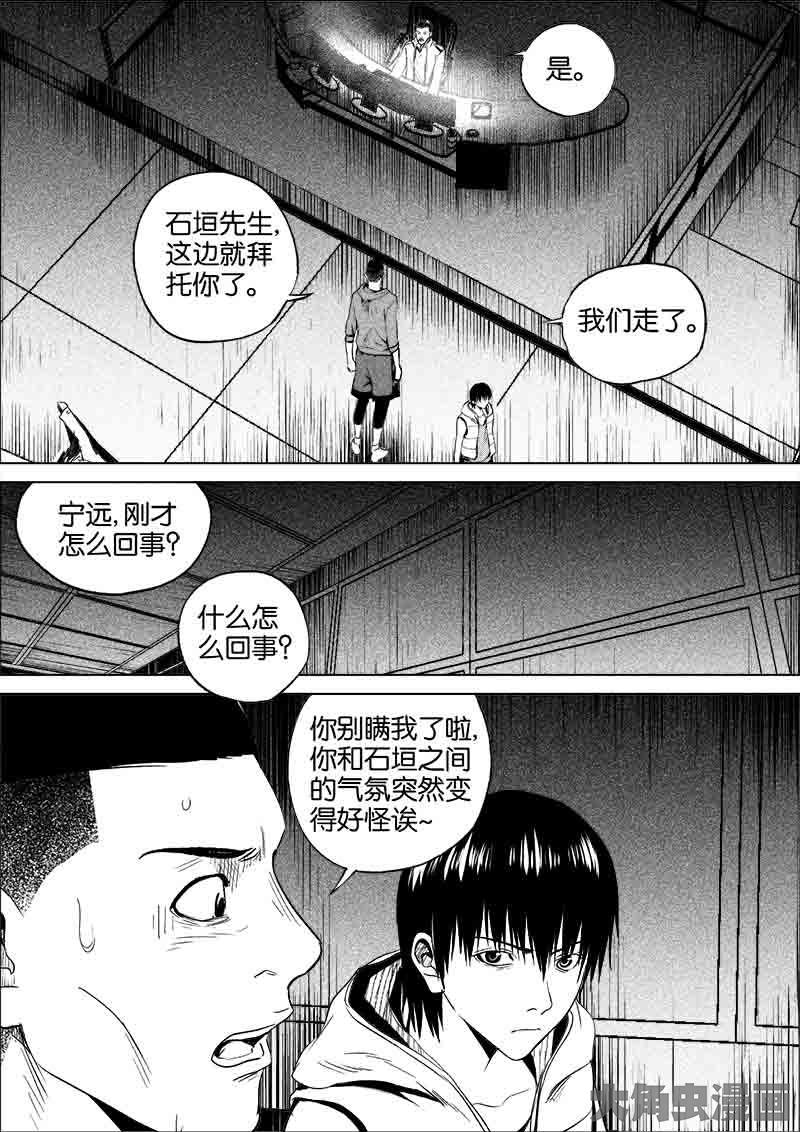 是。
石垣先生,
这边就拜
托你了。
我们走了。
宁远,刚才
怎么回事?
什么怎
么回事?
你别瞒我了啦,
你和石垣之间
的气氛突然变
得好怪诶~
大角虫漫画